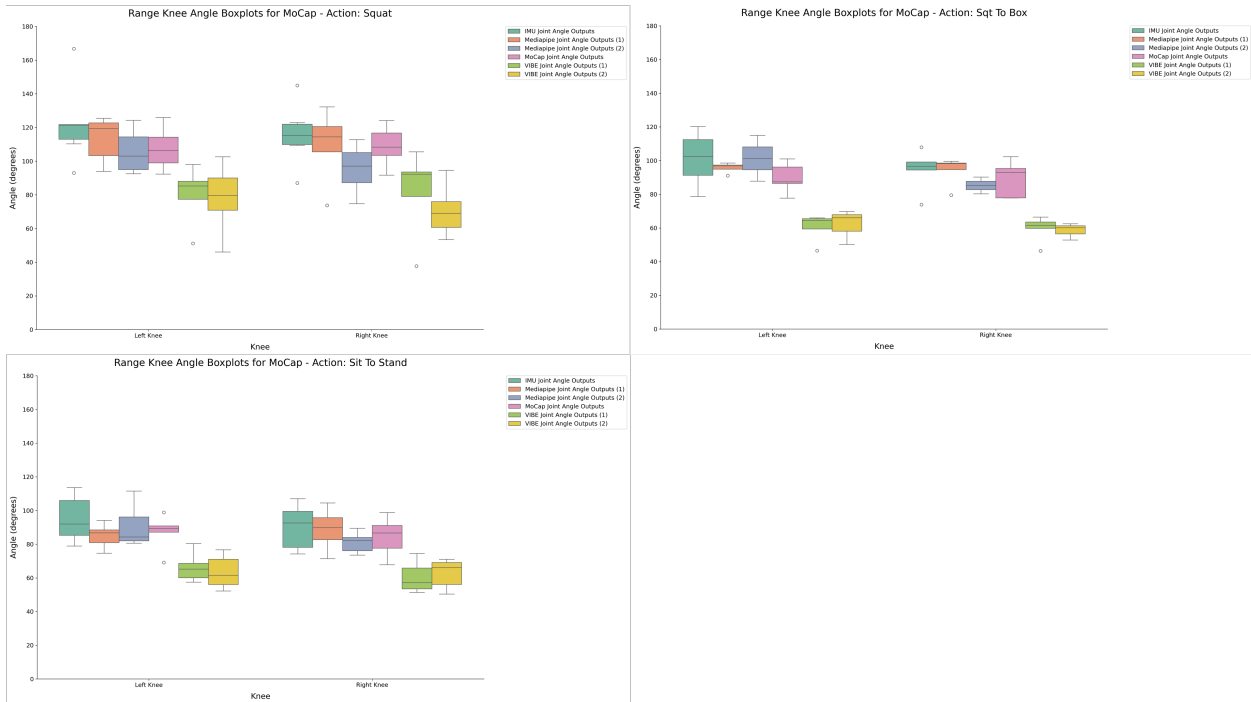 Range Knee Angle Boxplots for MoCap - Action: Squat
180
160
140
120
100
80
60
40
20
0
Angle (degrees)
Left Knee
Right Knee
Knee
IMU Joint Angle Outputs
Mediapipe Joint Angle Outputs (1)
Mediapipe Joint Angle Outputs (2)
MoCap Joint Angle Outputs
VIBE Joint Angle Outputs (1)
VIBE Joint Angle Outputs (2)
Range Knee Angle Boxplots for MoCap - Action: Sqt To Box
180
160
140
120
100
80
60
40
20
0
Angle (degrees)
Left Knee
Right Knee
Knee
IMU Joint Angle Outputs
Mediapipe Joint Angle Outputs (1)
Mediapipe Joint Angle Outputs (2)
MoCap Joint Angle Outputs
VIBE Joint Angle Outputs (1)
VIBE Joint Angle Outputs (2)
Range Knee Angle Boxplots for MoCap - Action: Sit To Stand
180
160
140
120
100
80
60
40
20
0
Angle (degrees)
Left Knee
Right Knee
Knee
IMU Joint Angle Outputs
Mediapipe Joint Angle Outputs (1)
Mediapipe Joint Angle Outputs (2)
MoCap Joint Angle Outputs
VIBE Joint Angle Outputs (1)
VIBE Joint Angle Outputs (2)